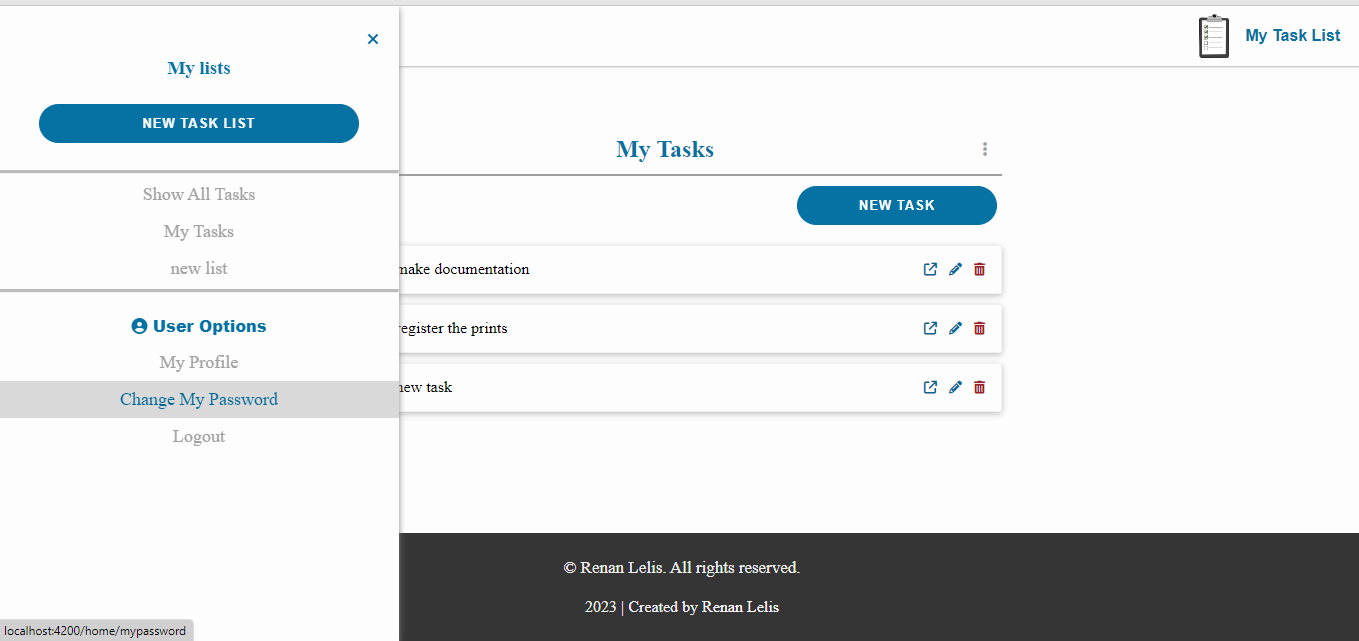 My lists
NEW TASK LIST
Show All Tasks
My Tasks
new list
User Options
My Profile
Change My Password
Logout
My Task List
My Tasks
NEW TASK
make documentation
register the prints
new task
© Renan Lelis. All rights reserved.
2023 | Created by Renan Lelis
localhost:4200/home/mypassword